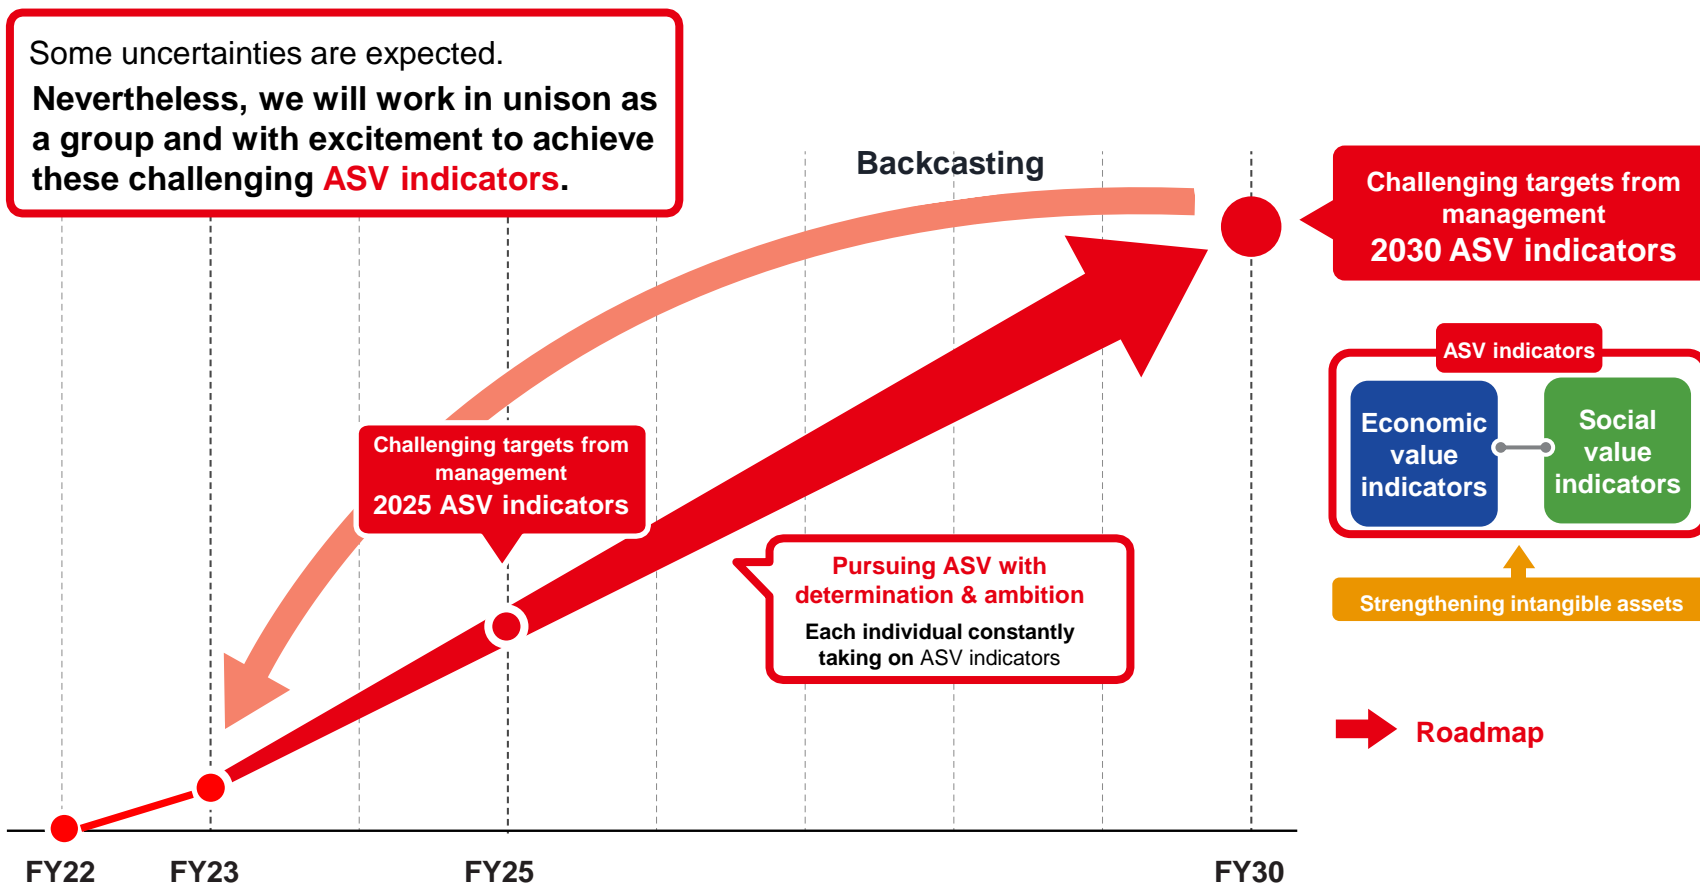 Some uncertainties are expected.
Nevertheless, we will work in unison as
a group and with excitement to achieve
these challenging ASV indicators.
Backcasting
Challenging targets from
management
2030 ASV indicators
ASV indicators
Economic
value
indicators
Social
value
indicators
Strengthening intangible assets
Challenging targets from
management
2025 ASV indicators
Pursuing ASV with
determination & ambition
Each individual constantly
taking on ASV indicators
Roadmap
FY22
FY23
FY25
FY30